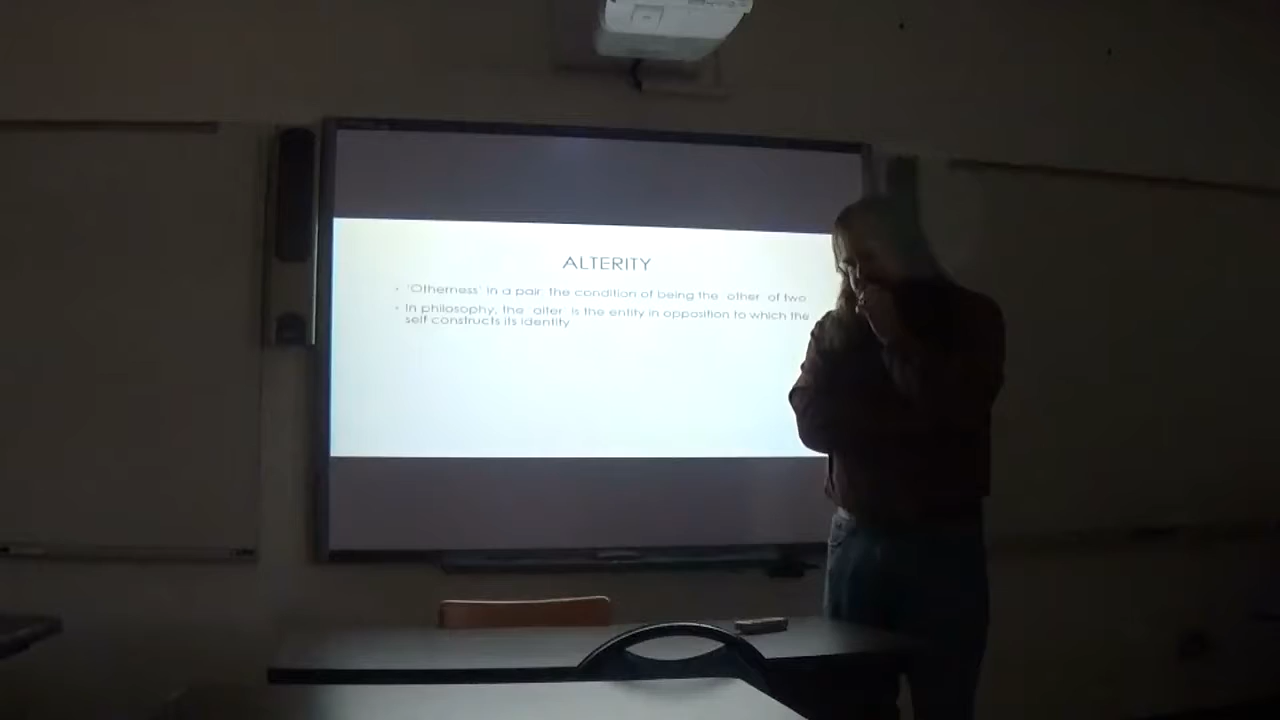 ALTERITY
• 'Otherness' in a pair the condition of being the other of two
• In philosophy, the alter is the entity in opposition to which the
self constructs its identity